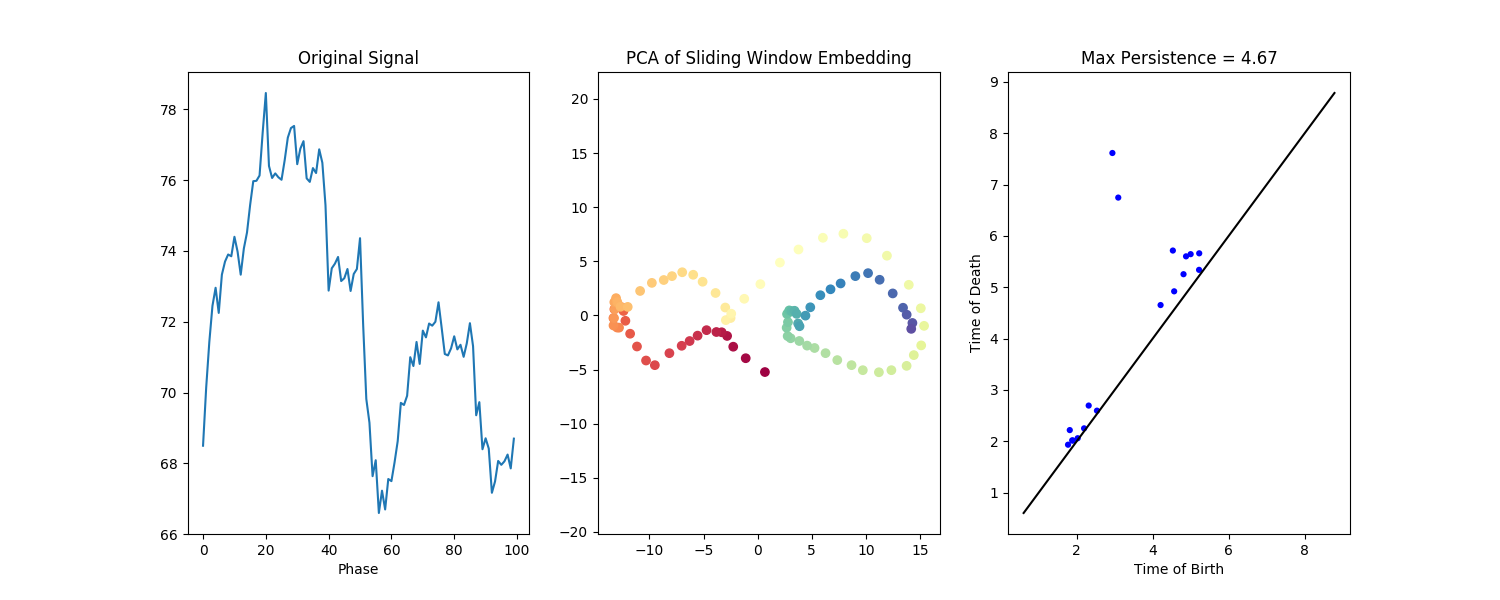 Original Signal
78
76
74
72
70
68
66
0 20 40 60 80 100
Phase
PCA of Sliding Window Embedding
20
15
10
5
0
−5
−10
−15
−20
−10 −5 0 5 10 15
Max Persistence = 4.67
Time of Death
9
8
7
6
5
4
3
2
1
2 4 6 8
Time of Birth